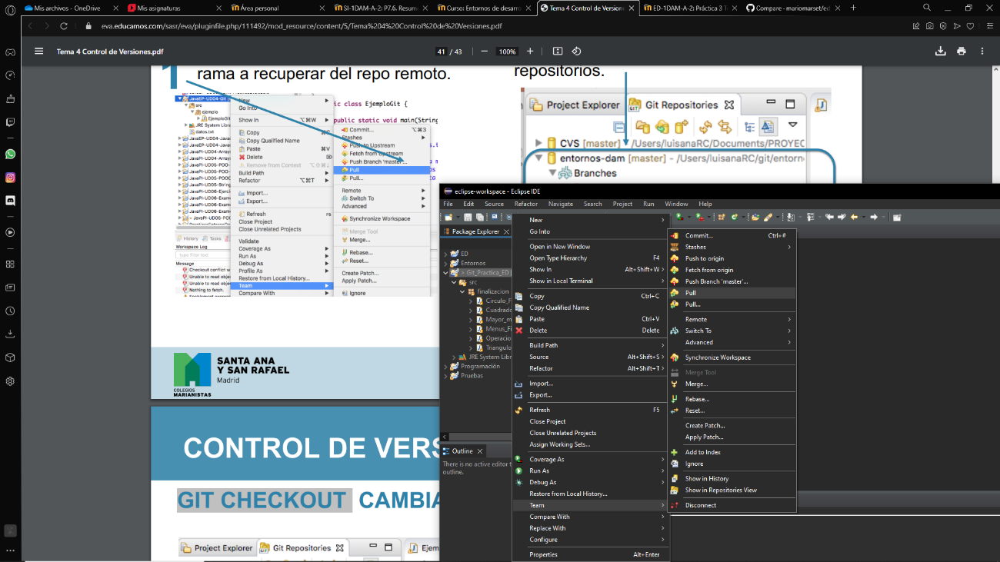 Mis archivos - OneDrive
Mis asignaturas
Área personal
SI-1DAM-A-2: P7.6. Resum
Curso: Entornos de desarro
Tema 4 Control de Version
ED-1DAM-A-2: Práctica 3 T
Compare - mariomarset/ed
eva.educamos.com/sasr/eva/pluginfile.php/111492/mod_resource/content/5/Tema%204%20Control%20de%20Versiones.pdf
Tema 4 Control de Versiones.pdf
41 / 43
100%
1
rama a recuperar del repo remoto.
repositorios.
JavaEP-UD04-Git
src
ejemplo
EjemploGit
JRE System Libr
datos.txt
New
Go Into
Show In ⌥⌘W
Copy
Copy Qualified Name
Paste ⌘V
Delete
Remove from Context
Build Path
Refactor ⌥⌘T
Import...
Export...
Refresh F5
Close Project
Close Unrelated Projects
Validate
Coverage As
Run As
Debug As
Profile As
Restore from Local History...
Team
Compare With
ic class EjemploGit {
public static void main(String
Commit... ⌥⌘3
Stashes
Push to Upstream
Fetch from Upstream
Push Branch 'master'...
Pull
Pull...
Remote
Switch To
Advanced
Synchronize Workspace
Merge Tool
Merge...
Rebase...
Reset...
Create Patch...
Apply Patch...
Ignore
History
Tasks
Workspace Log
type filter text
Message
Checkout conflict w
Unable to read objec
Unable to read objec
Nothing to fetch.
Project Explorer
Git Repositories
CVS [master] - /Users/luisanaRC/Documents/PROYEC
entornos-dam [master] - /Users/luisanaRC/git/entorn
Branches
SANTA ANA
Y SAN RAFAEL
Madrid
COLEGIOS
MARIANISTAS
CONTROL DE VERS
GIT CHECKOUT CAMBIA
Project Explorer
Git Repositories
Ejem
eclipse-workspace - Eclipse IDE
File Edit Source Refactor Navigate Search Project Run Window Help
Package Explorer
ED
Entornos
> Git_Practica_ED [
src
finalizacion
Circulo_F
Cuadrado
Mayor_m
Menus_Fi
Operacio
Triangulo
JRE System Libr
Programación
Pruebas
Outline
There is no active editor t
outline.
New
Go Into
Open in New Window
Open Type Hierarchy F4
Show In Alt+Shift+W
Show in Local Terminal
Copy Ctrl+C
Copy Qualified Name
Paste Ctrl+V
Delete Delete
Build Path
Source Alt+Shift+S
Refactor Alt+Shift+T
Import...
Export...
Refresh F5
Close Project
Close Unrelated Projects
Assign Working Sets...
Coverage As
Run As
Debug As
Restore from Local History...
Team
Compare With
Replace With
Configure
Properties Alt+Enter
Commit... Ctrl+#
Stashes
Push to origin
Fetch from origin
Push Branch 'master'...
Pull
Pull...
Remote
Switch To
Advanced
Synchronize Workspace
Merge Tool
Merge...
Rebase...
Reset...
Create Patch...
Apply Patch...
Add to Index
Ignore
Show in History
Show in Repositories View
Disconnect